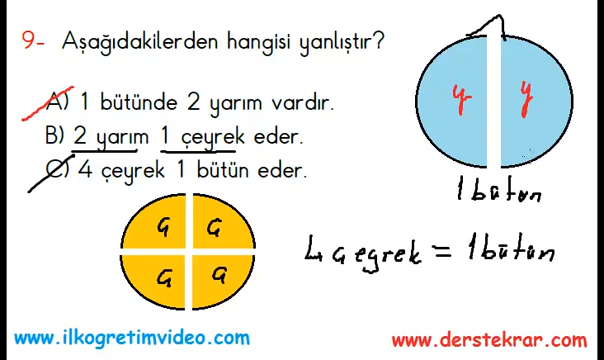 9- Aşağıdakilerden hangisi yanlıştır?
A) 1 bütünde 2 yarım vardır.
B) 2 yarım 1 çeyrek eder.
C) 4 çeyrek 1 bütün eder.
y y
1 bütün
Ç Ç
Ç Ç
4 çeyrek = 1 bütün
www.ilkogretimvideo.com
www.derstekrar.com